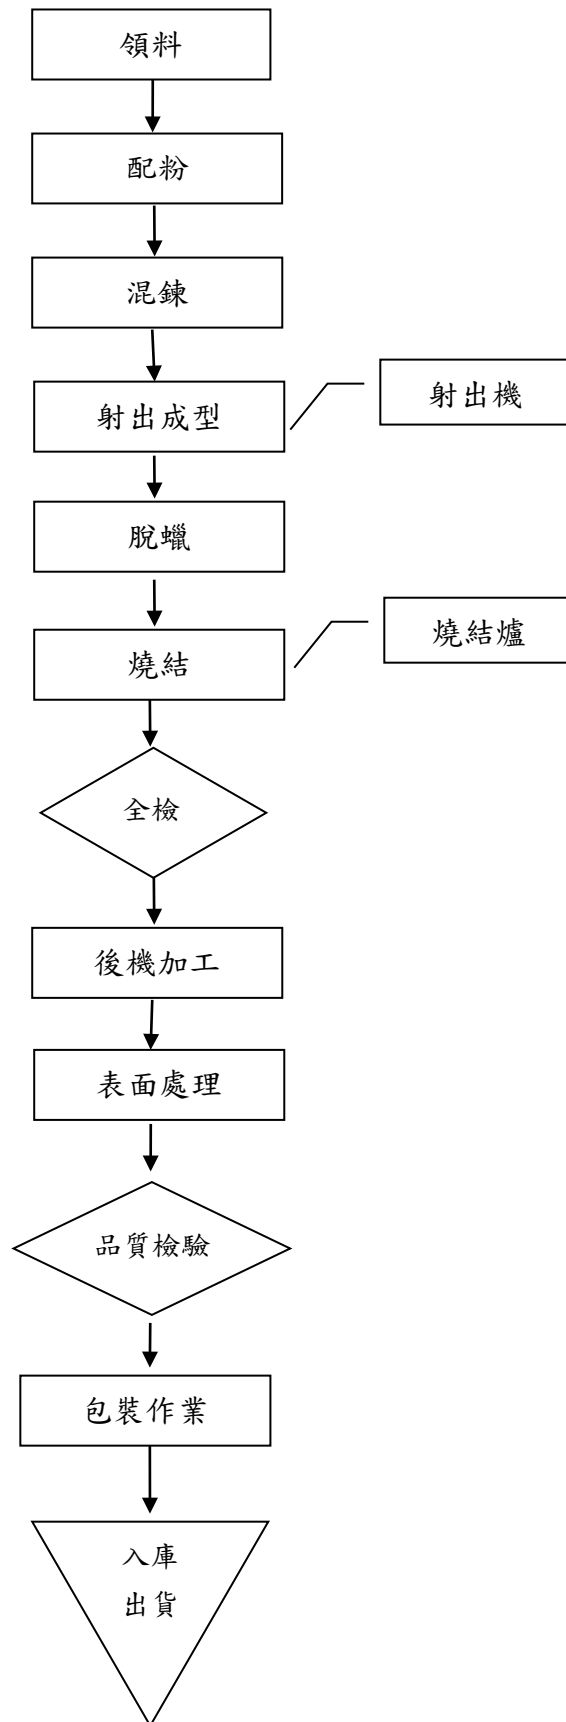 領料
配粉
混鍊
射出成型
射出機
脫蠟
燒結
燒結爐
全檢
後機加工
表面處理
品質檢驗
包裝作業
入庫
出貨